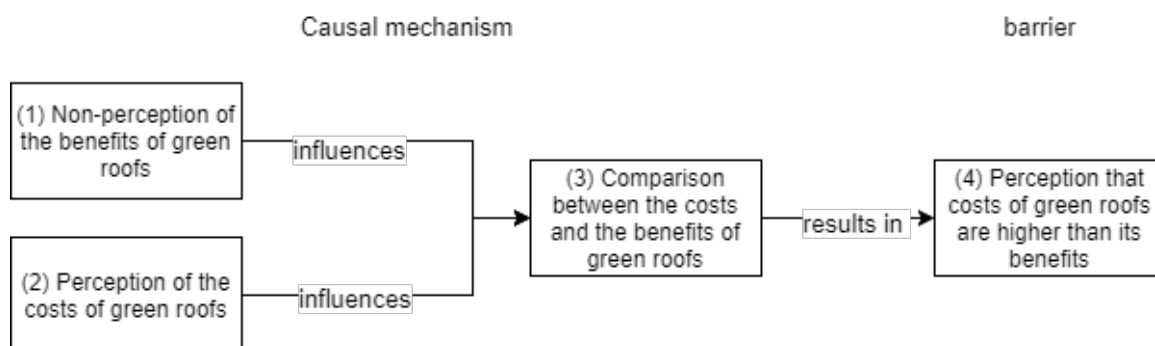 Causal mechanism
barrier
(1) Non-perception of
the benefits of green
roofs
influences
(2) Perception of the
costs of green roofs
influences
(3) Comparison
between the costs
and the benefits of
green roofs
results in
(4) Perception that
costs of green roofs
are higher than its
benefits